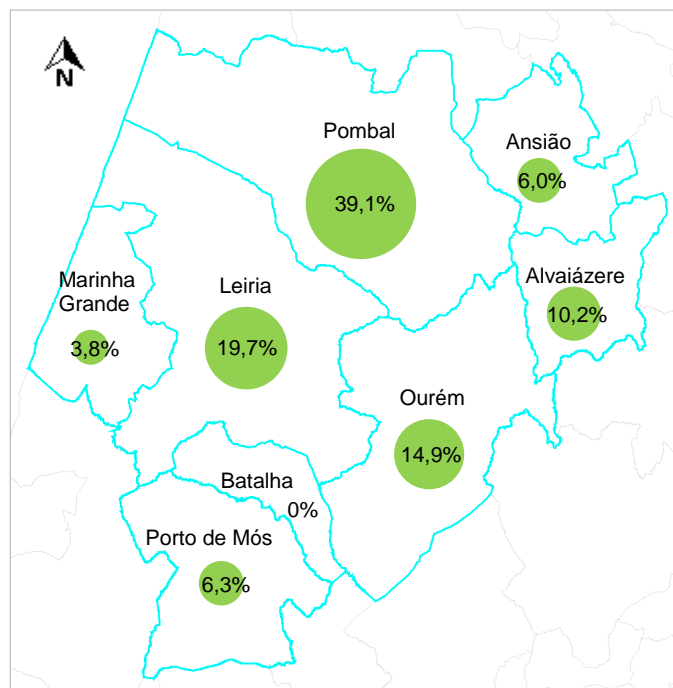 N
Pombal
39,1%
Ansião
6,0%
Marinha
Grande
3,8%
Leiria
19,7%
Alvaiázere
10,2%
Ourém
14,9%
Batalha
0%
Porto de Mós
6,3%